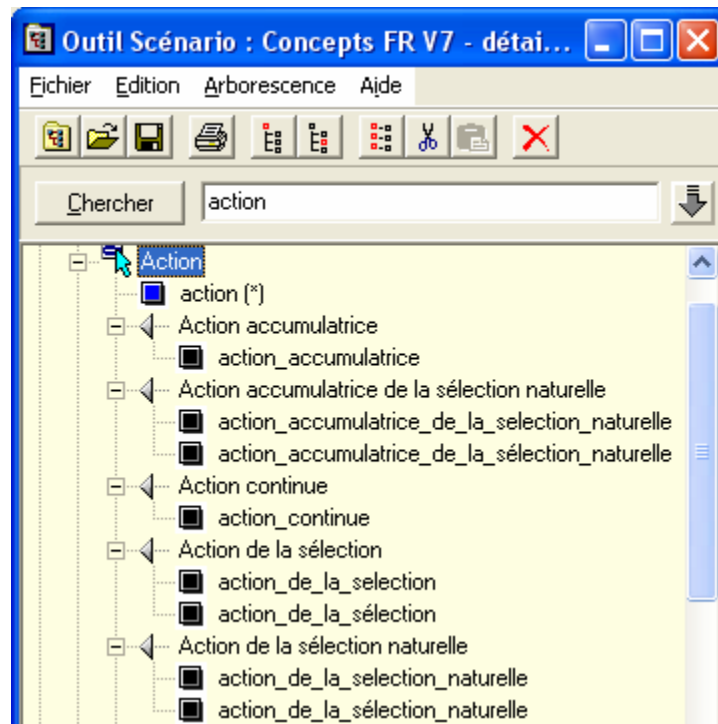 Outil Scénario : Concepts FR V7 - détai...
Fichier Edition Arborescence Aide
Chercher action
Action
action (*)
Action accumulatrice
action_accumulatrice
Action accumulatrice de la sélection naturelle
action_accumulatrice_de_la_selection_naturelle
action_accumulatrice_de_la_sélection_naturelle
Action continue
action_continue
Action de la sélection
action_de_la_selection
action_de_la_sélection
Action de la sélection naturelle
action_de_la_selection_naturelle
action_de_la_sélection_naturelle